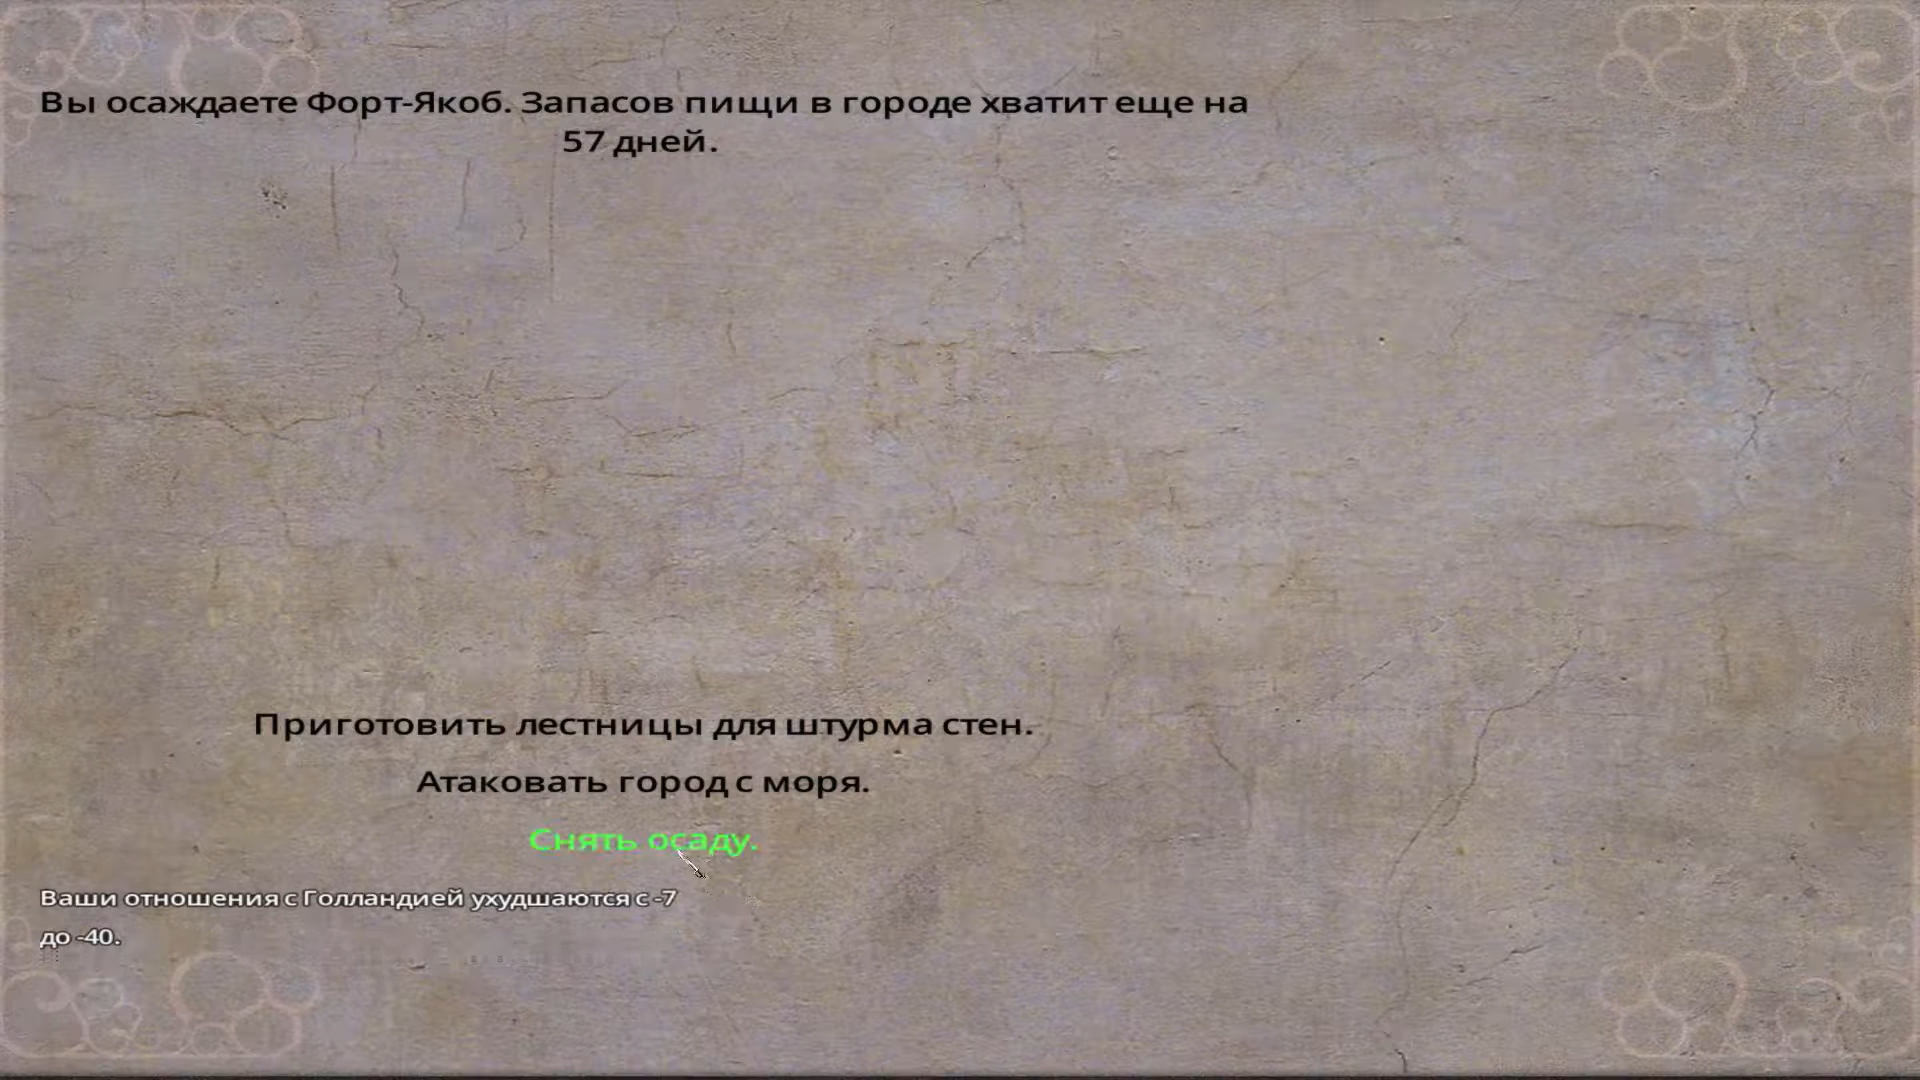 Вы осаждаете Форт-Якоб. Запасов пищи в городе хватит еще на
57 дней.
Приготовить лестницы для штурма стен.
Атаковать город с моря.
Снять осаду.
Ваши отношения с Голландией ухудшаются с -7
до -40.